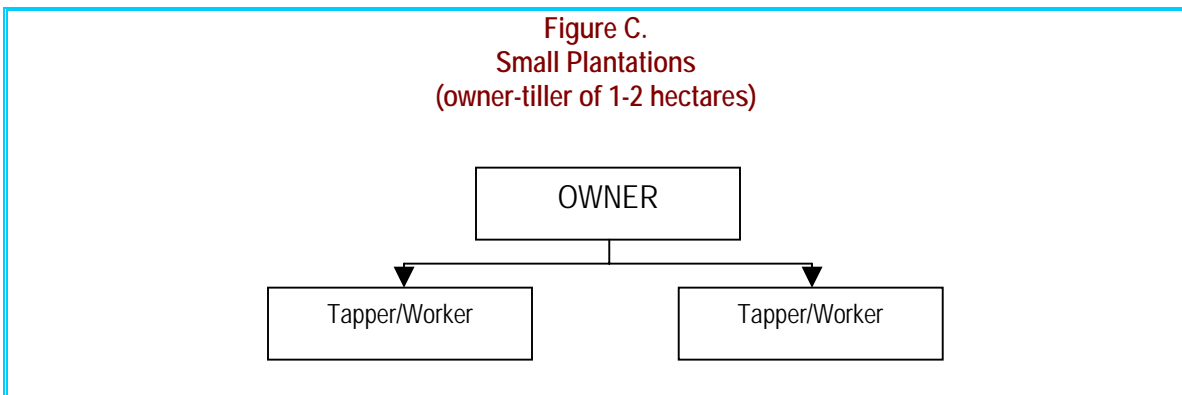 Figure C.
Small Plantations
(owner-tiller of 1-2 hectares)
OWNER
Tapper/Worker
Tapper/Worker